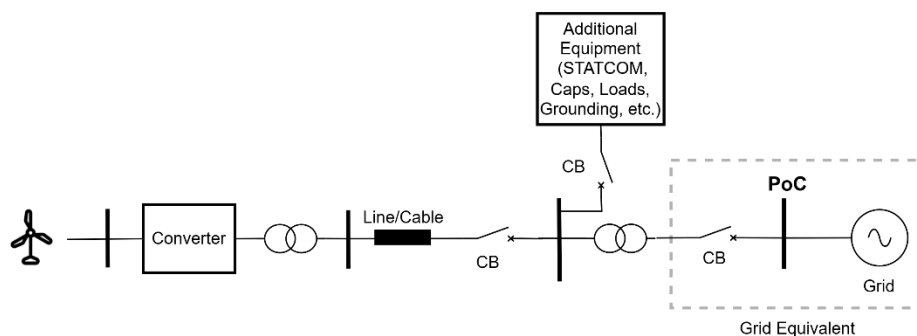 Additional
Equipment
(STATCOM,
Caps, Loads,
Grounding, etc.)
CB
PoC
Line/Cable
Converter
CB
CB
Grid
Grid Equivalent